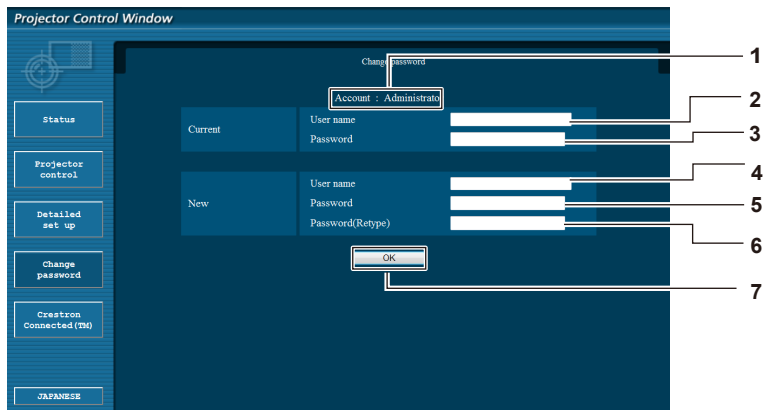 Projector Control Window
Change password
1
Account : Administrato
2
Status
Current
User name
Password
3
Projector
control
4
New
User name
Password
5
Detailed
set up
Password(Retype)
6
OK
Change
password
7
Crestron
Connected(TM)
JAPANESE